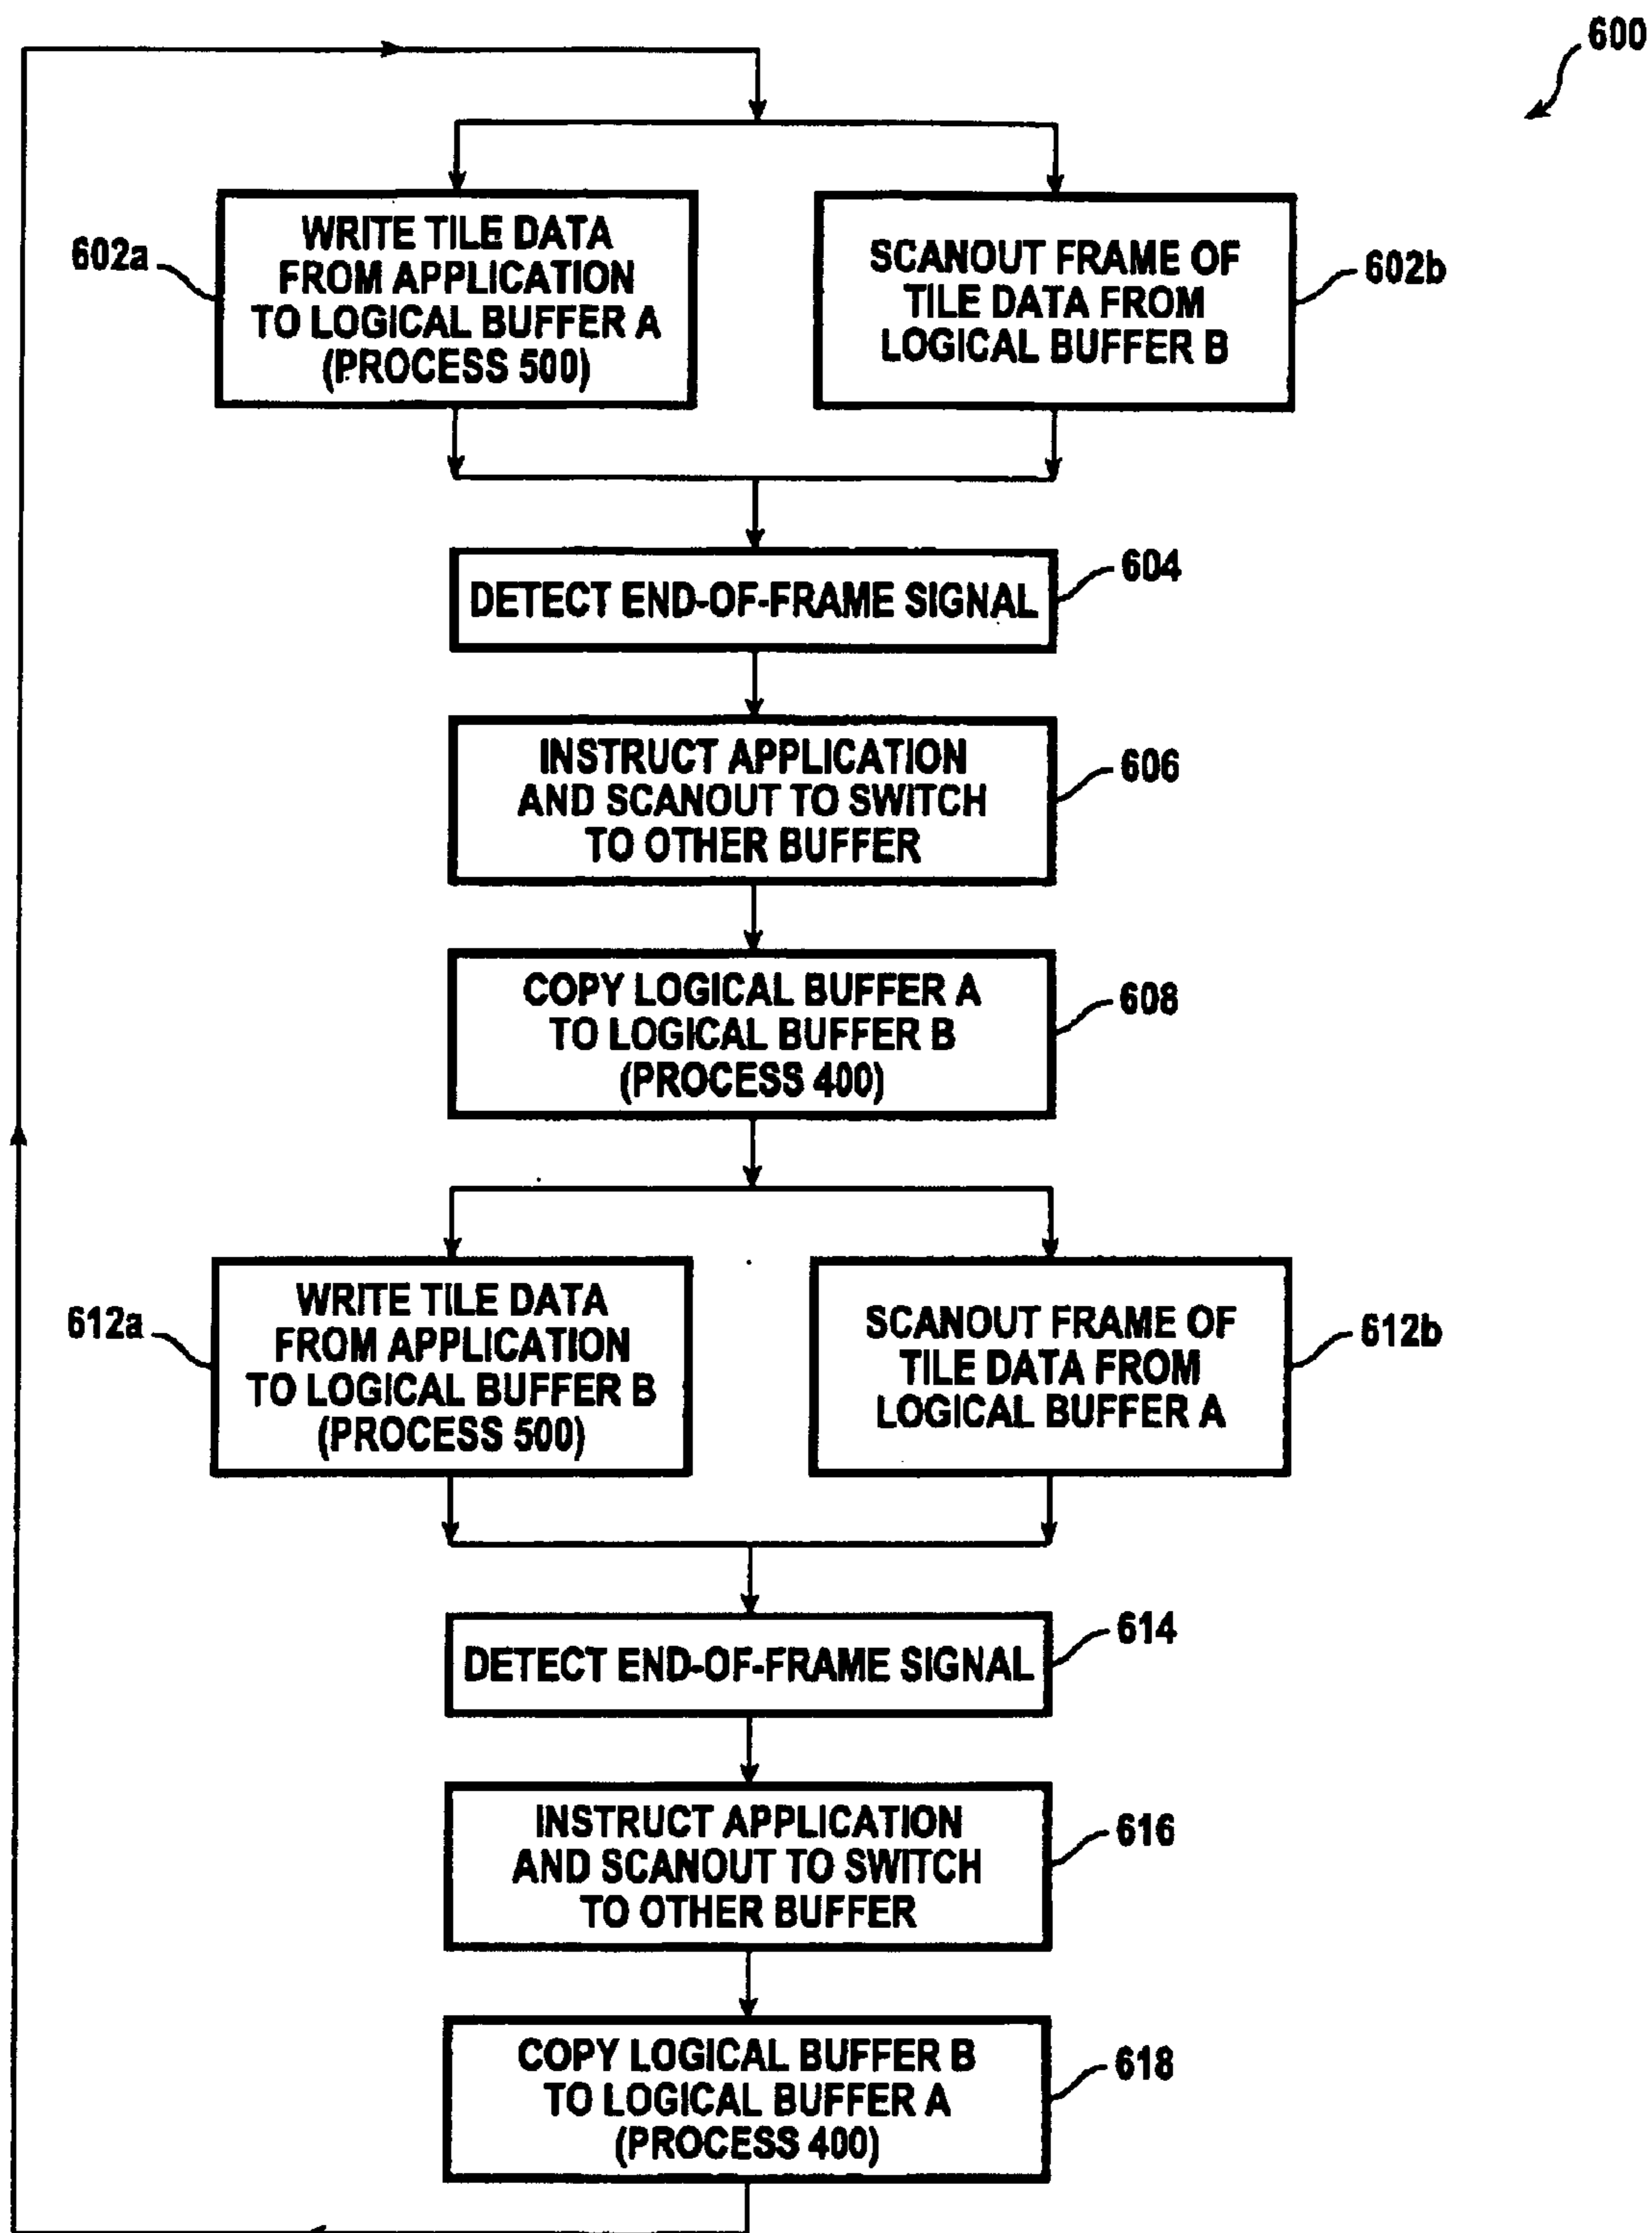 600
602a
WRITE TILE DATA
FROM APPLICATION
TO LOGICAL BUFFER A
(PROCESS 500)
SCANOUT FRAME OF
TILE DATA FROM
LOGICAL BUFFER B
602b
DETECT END-OF-FRAME SIGNAL
604
INSTRUCT APPLICATION
AND SCANOUT TO SWITCH
TO OTHER BUFFER
606
COPY LOGICAL BUFFER A
TO LOGICAL BUFFER B
(PROCESS 400)
608
612a
WRITE TILE DATA
FROM APPLICATION
TO LOGICAL BUFFER B
(PROCESS 500)
SCANOUT FRAME OF
TILE DATA FROM
LOGICAL BUFFER A
612b
DETECT END-OF-FRAME SIGNAL
614
INSTRUCT APPLICATION
AND SCANOUT TO SWITCH
TO OTHER BUFFER
616
COPY LOGICAL BUFFER B
TO LOGICAL BUFFER A
(PROCESS 400)
618